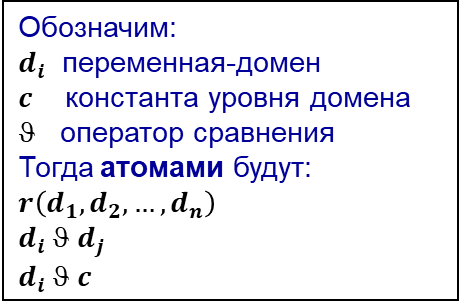 Обозначим:
dᵢ переменная-домен
c константа уровня домена
ϑ оператор сравнения
Тогда атомами будут:
r(d₁, d₂, … , dₙ)
dᵢ ϑ dⱼ
dᵢ ϑ c